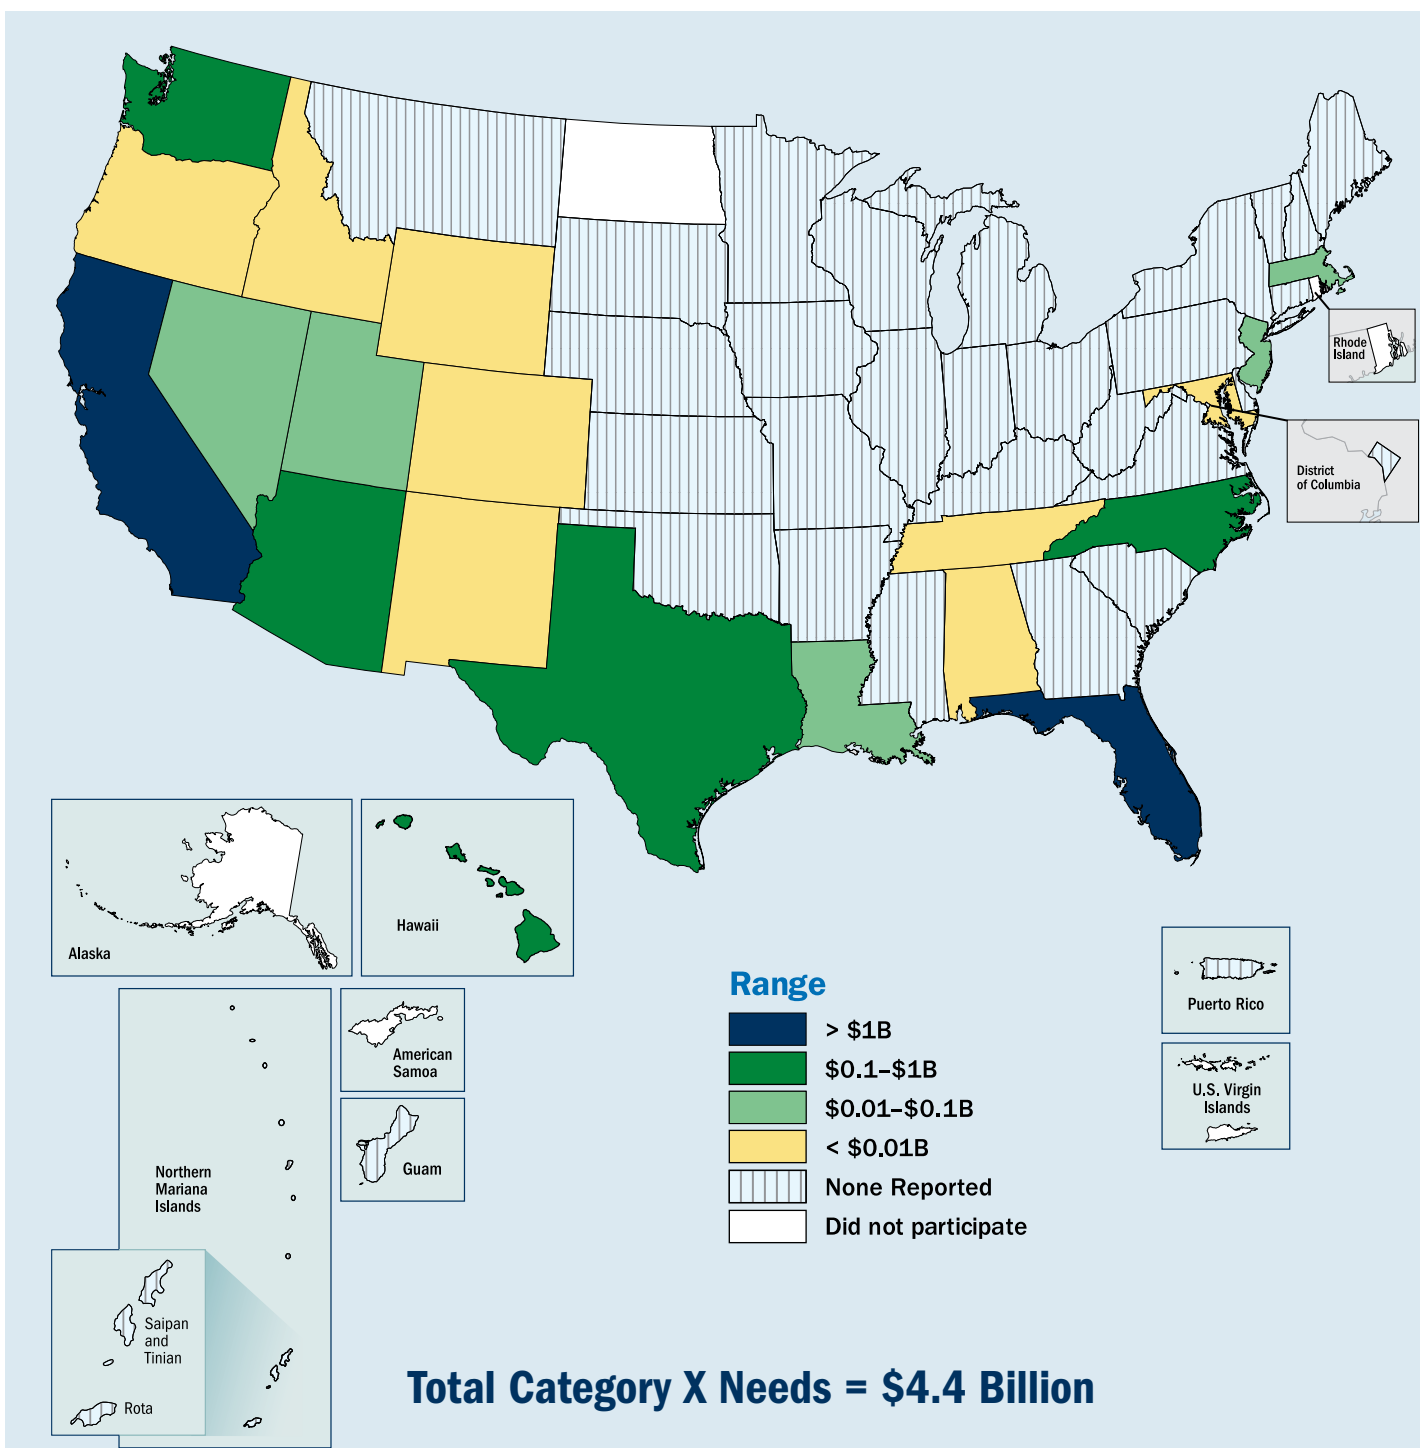 Rhode
Island
District
of Columbia
Alaska
Hawaii
American
Samoa
Guam
Northern
Mariana
Islands
Saipan
and
Tinian
Rota
Range
> $1B
$0.1–$1B
$0.01–$0.1B
< $0.01B
None Reported
Did not participate
Puerto Rico
U.S. Virgin
Islands
Total Category X Needs = $4.4 Billion